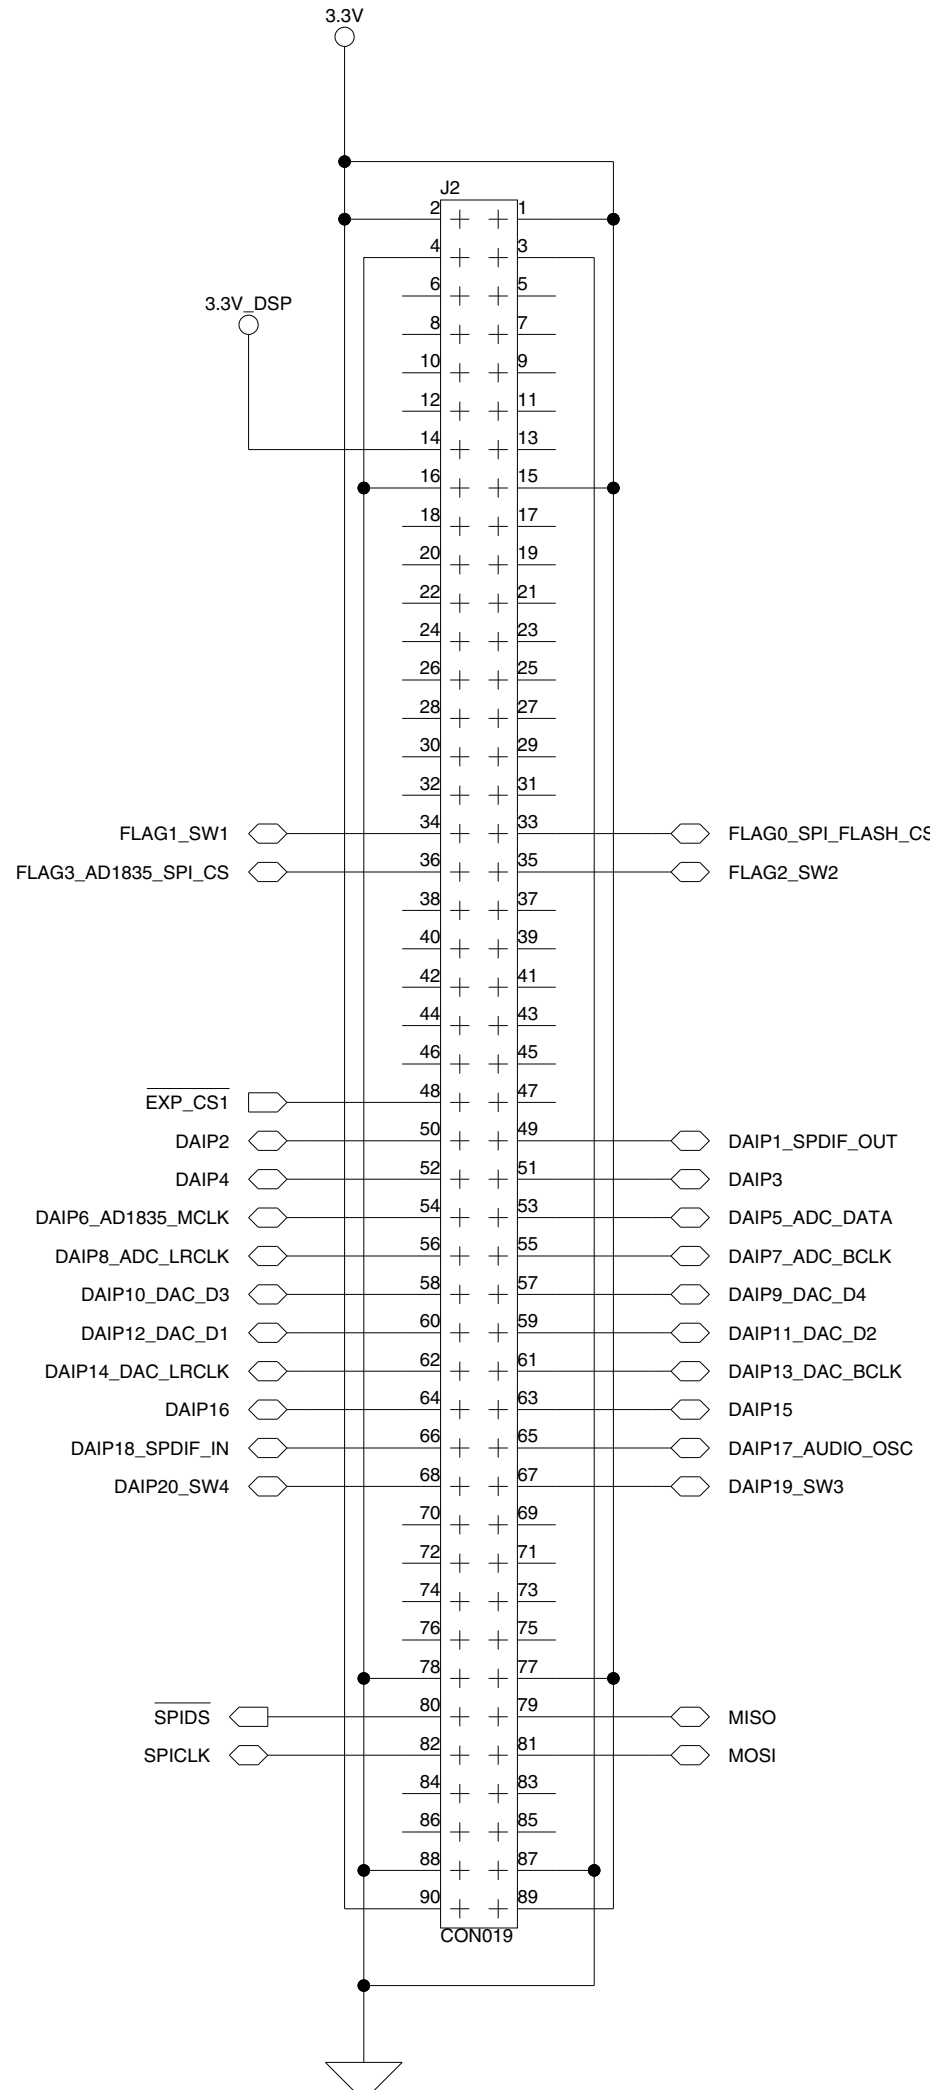 3.3V
J2
2 1
4 3
6 5
3.3V_DSP
8 7
10 9
12 11
14 13
16 15
18 17
20 19
22 21
24 23
26 25
28 27
30 29
32 31
FLAG1_SW1 34 33 FLAG0_SPI_FLASH_CS
FLAG3_AD1835_SPI_CS 36 35 FLAG2_SW2
38 37
40 39
42 41
44 43
46 45
EXP_CS1 48 47
DAIP2 50 49 DAIP1_SPDIF_OUT
DAIP4 52 51 DAIP3
DAIP6_AD1835_MCLK 54 53 DAIP5_ADC_DATA
DAIP8_ADC_LRCLK 56 55 DAIP7_ADC_BCLK
DAIP10_DAC_D3 58 57 DAIP9_DAC_D4
DAIP12_DAC_D1 60 59 DAIP11_DAC_D2
DAIP14_DAC_LRCLK 62 61 DAIP13_DAC_BCLK
DAIP16 64 63 DAIP15
DAIP18_SPDIF_IN 66 65 DAIP17_AUDIO_OSC
DAIP20_SW4 68 67 DAIP19_SW3
70 69
72 71
74 73
76 75
78 77
SPIDS 80 79 MISO
SPICLK 82 81 MOSI
84 83
86 85
88 87
90 89
CON019